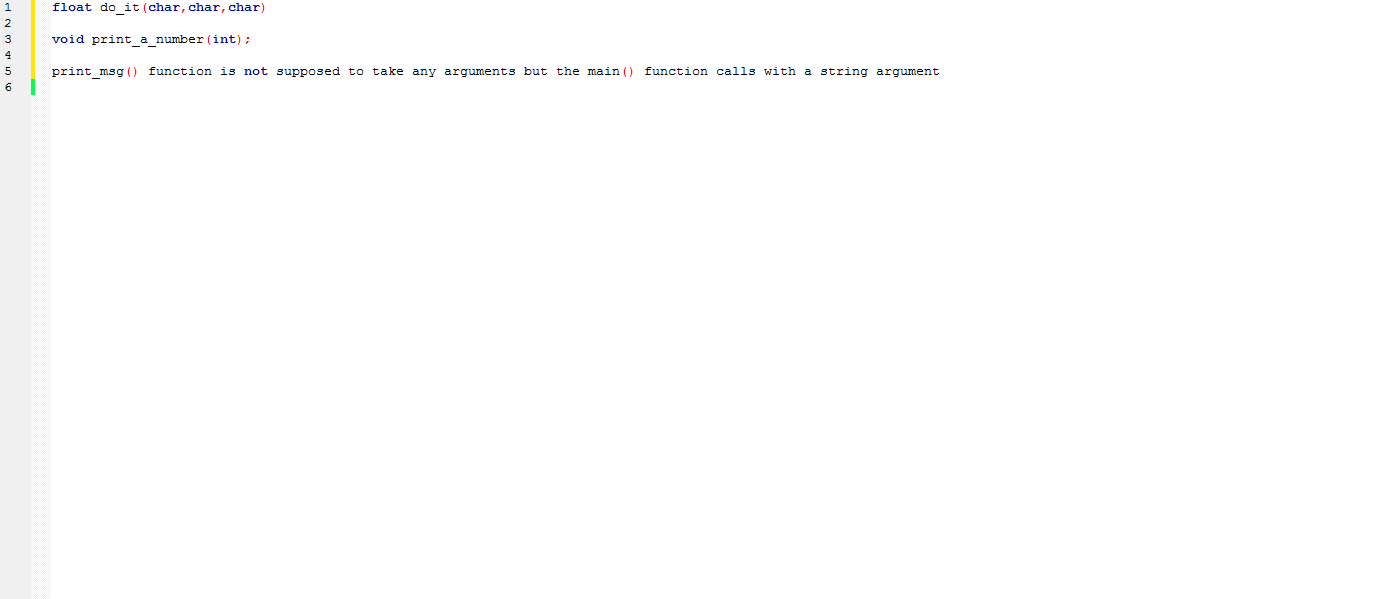 1 float do_it(char,char,char)
2
3 void print_a_number(int);
4
5 print_msg() function is not supposed to take any arguments but the main() function calls with a string argument
6